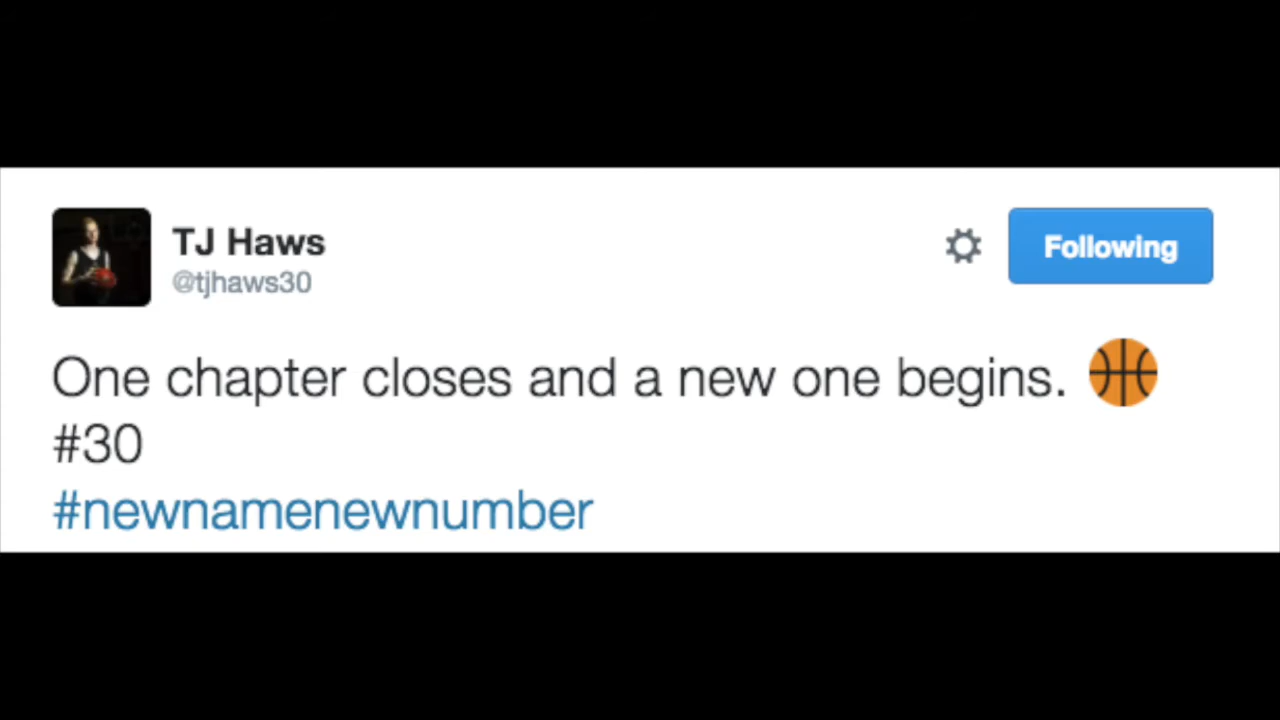 TJ Haws
@tjhaws30
Following
One chapter closes and a new one begins. 🏀
#30
#newnamenewnumber